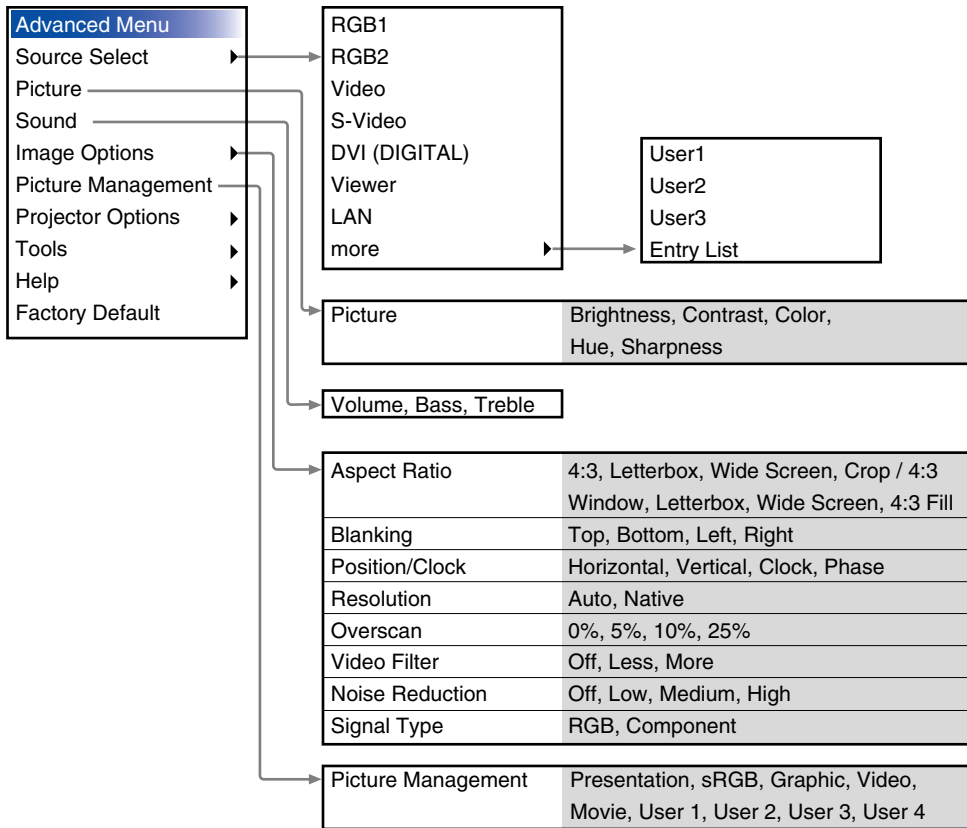 Advanced Menu
Source Select
Picture
Sound
Image Options
Picture Management
Projector Options
Tools
Help
Factory Default
RGB1
RGB2
Video
S-Video
DVI (DIGITAL)
Viewer
LAN
more
User1
User2
User3
Entry List
Picture
Brightness, Contrast, Color,
Hue, Sharpness
Volume, Bass, Treble
Aspect Ratio
4:3, Letterbox, Wide Screen, Crop / 4:3
Window, Letterbox, Wide Screen, 4:3 Fill
Blanking
Top, Bottom, Left, Right
Position/Clock
Horizontal, Vertical, Clock, Phase
Resolution
Auto, Native
Overscan
0%, 5%, 10%, 25%
Video Filter
Off, Less, More
Noise Reduction
Off, Low, Medium, High
Signal Type
RGB, Component
Picture Management
Presentation, sRGB, Graphic, Video,
Movie, User 1, User 2, User 3, User 4